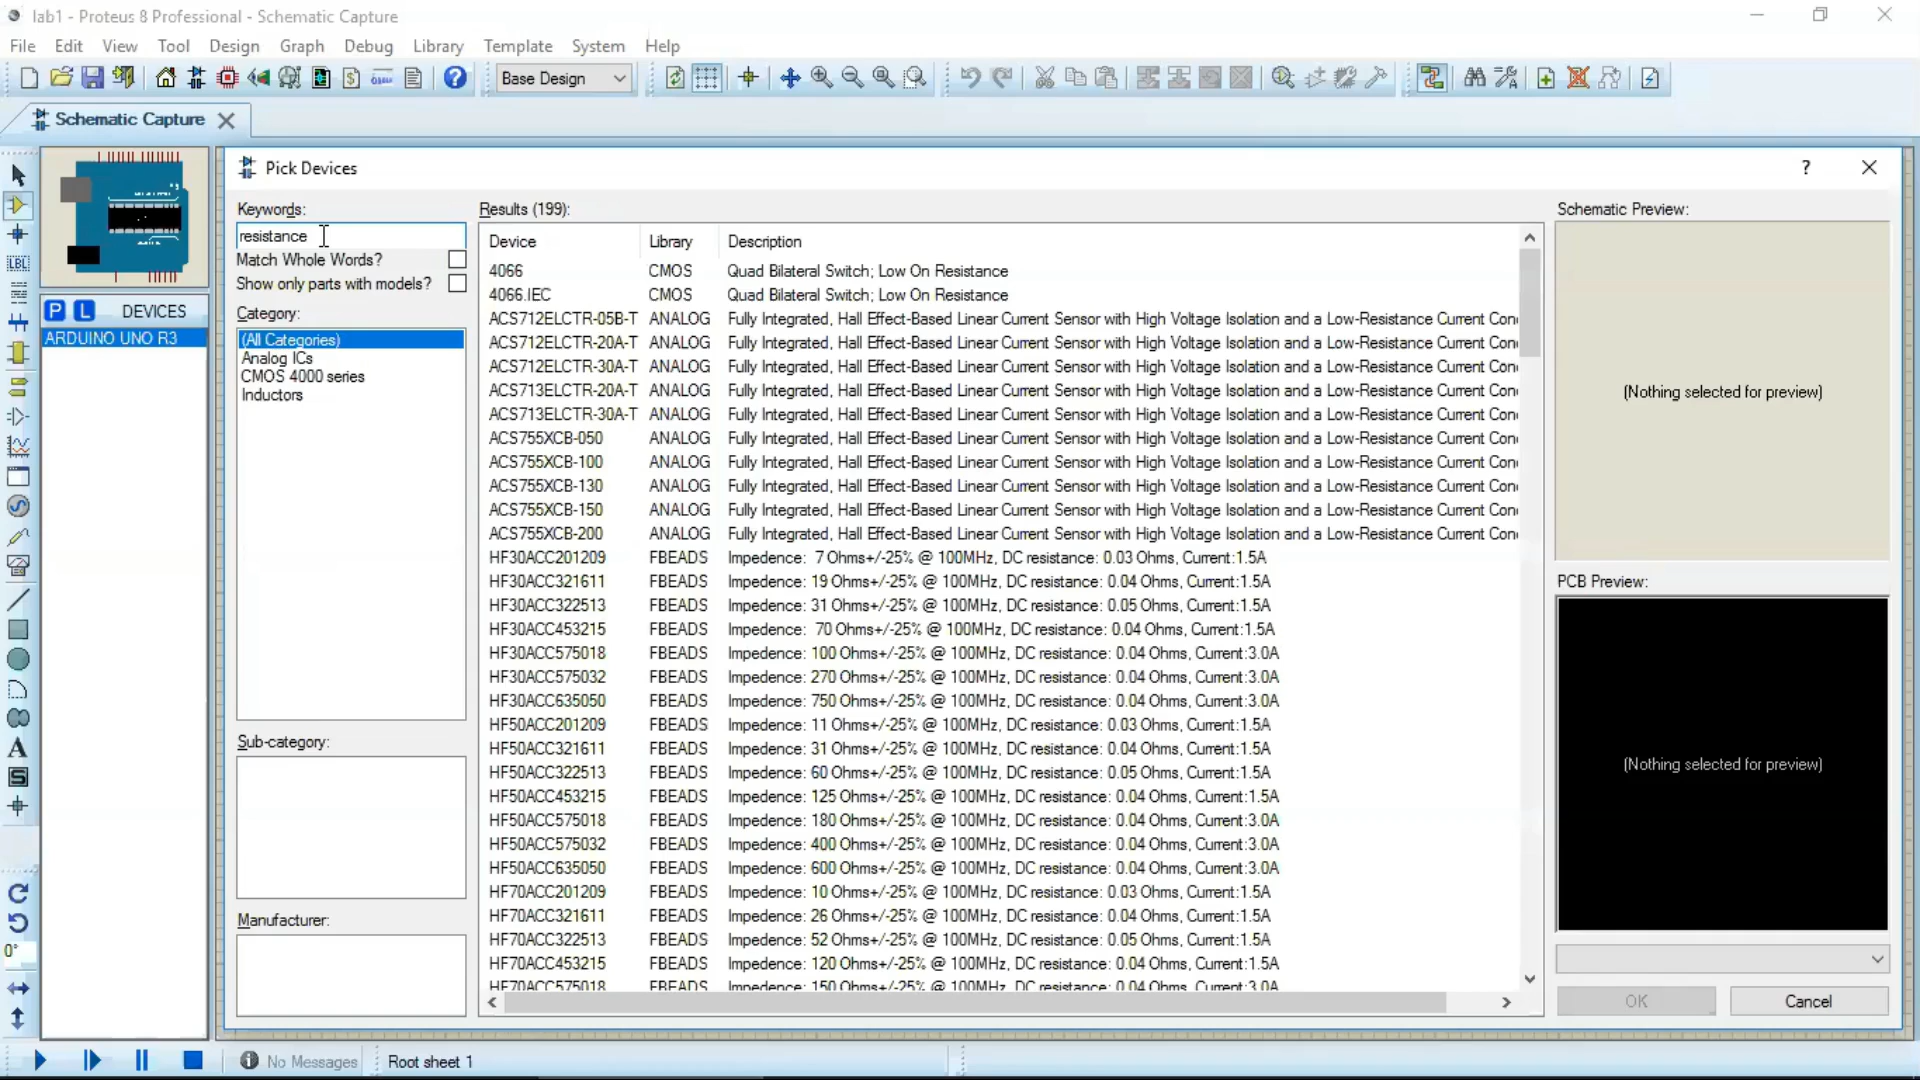 lab1 - Proteus 8 Professional - Schematic Capture
File Edit View Tool Design Graph Debug Library Template System Help
Base Design
Schematic Capture
Pick Devices
?
Keywords:
resistance
Match Whole Words?
Show only parts with models?
Category:
(All Categories)
Analog ICs
CMOS 4000 series
Inductors
Sub-category:
Manufacturer:
P L DEVICES
ARDUINO UNO R3
LBL
A
S
0°
Results (199):
Device Library Description
4066 CMOS Quad Bilateral Switch; Low On Resistance
4066.IEC CMOS Quad Bilateral Switch; Low On Resistance
ACS712ELCTR-05B-T ANALOG Fully Integrated, Hall Effect-Based Linear Current Sensor with High Voltage Isolation and a Low-Resistance Current Con
ACS712ELCTR-20A-T ANALOG Fully Integrated, Hall Effect-Based Linear Current Sensor with High Voltage Isolation and a Low-Resistance Current Con
ACS712ELCTR-30A-T ANALOG Fully Integrated, Hall Effect-Based Linear Current Sensor with High Voltage Isolation and a Low-Resistance Current Con
ACS713ELCTR-20A-T ANALOG Fully Integrated, Hall Effect-Based Linear Current Sensor with High Voltage Isolation and a Low-Resistance Current Con
ACS713ELCTR-30A-T ANALOG Fully Integrated, Hall Effect-Based Linear Current Sensor with High Voltage Isolation and a Low-Resistance Current Con
ACS755XCB-050 ANALOG Fully Integrated, Hall Effect-Based Linear Current Sensor with High Voltage Isolation and a Low-Resistance Current Con
ACS755XCB-100 ANALOG Fully Integrated, Hall Effect-Based Linear Current Sensor with High Voltage Isolation and a Low-Resistance Current Con
ACS755XCB-130 ANALOG Fully Integrated, Hall Effect-Based Linear Current Sensor with High Voltage Isolation and a Low-Resistance Current Con
ACS755XCB-150 ANALOG Fully Integrated, Hall Effect-Based Linear Current Sensor with High Voltage Isolation and a Low-Resistance Current Con
ACS755XCB-200 ANALOG Fully Integrated, Hall Effect-Based Linear Current Sensor with High Voltage Isolation and a Low-Resistance Current Con
HF30ACC201209 FBEADS Impedence: 7 Ohms+/-25% @ 100MHz, DC resistance: 0.03 Ohms, Current:1.5A
HF30ACC321611 FBEADS Impedence: 19 Ohms+/-25% @ 100MHz, DC resistance: 0.04 Ohms, Current:1.5A
HF30ACC322513 FBEADS Impedence: 31 Ohms+/-25% @ 100MHz, DC resistance: 0.05 Ohms, Current:1.5A
HF30ACC453215 FBEADS Impedence: 70 Ohms+/-25% @ 100MHz, DC resistance: 0.04 Ohms, Current:1.5A
HF30ACC575018 FBEADS Impedence: 100 Ohms+/-25% @ 100MHz, DC resistance: 0.04 Ohms, Current:3.0A
HF30ACC575032 FBEADS Impedence: 270 Ohms+/-25% @ 100MHz, DC resistance: 0.04 Ohms, Current:3.0A
HF30ACC635050 FBEADS Impedence: 750 Ohms+/-25% @ 100MHz, DC resistance: 0.04 Ohms, Current:3.0A
HF50ACC201209 FBEADS Impedence: 11 Ohms+/-25% @ 100MHz, DC resistance: 0.03 Ohms, Current:1.5A
HF50ACC321611 FBEADS Impedence: 31 Ohms+/-25% @ 100MHz, DC resistance: 0.04 Ohms, Current:1.5A
HF50ACC322513 FBEADS Impedence: 60 Ohms+/-25% @ 100MHz, DC resistance: 0.05 Ohms, Current:1.5A
HF50ACC453215 FBEADS Impedence: 125 Ohms+/-25% @ 100MHz, DC resistance: 0.04 Ohms, Current:1.5A
HF50ACC575018 FBEADS Impedence: 180 Ohms+/-25% @ 100MHz, DC resistance: 0.04 Ohms, Current:3.0A
HF50ACC575032 FBEADS Impedence: 400 Ohms+/-25% @ 100MHz, DC resistance: 0.04 Ohms, Current:3.0A
HF50ACC635050 FBEADS Impedence: 600 Ohms+/-25% @ 100MHz, DC resistance: 0.04 Ohms, Current:3.0A
HF70ACC201209 FBEADS Impedence: 10 Ohms+/-25% @ 100MHz, DC resistance: 0.03 Ohms, Current:1.5A
HF70ACC321611 FBEADS Impedence: 26 Ohms+/-25% @ 100MHz, DC resistance: 0.04 Ohms, Current:1.5A
HF70ACC322513 FBEADS Impedence: 52 Ohms+/-25% @ 100MHz, DC resistance: 0.05 Ohms, Current:1.5A
HF70ACC453215 FBEADS Impedence: 120 Ohms+/-25% @ 100MHz, DC resistance: 0.04 Ohms, Current:1.5A
HF70ACC575018 FBEADS Impedence: 150 Ohms+/-25% @ 100MHz, DC resistance: 0.04 Ohms, Current:3.0A
Schematic Preview:
(Nothing selected for preview)
PCB Preview:
(Nothing selected for preview)
OK Cancel
No Messages Root sheet 1